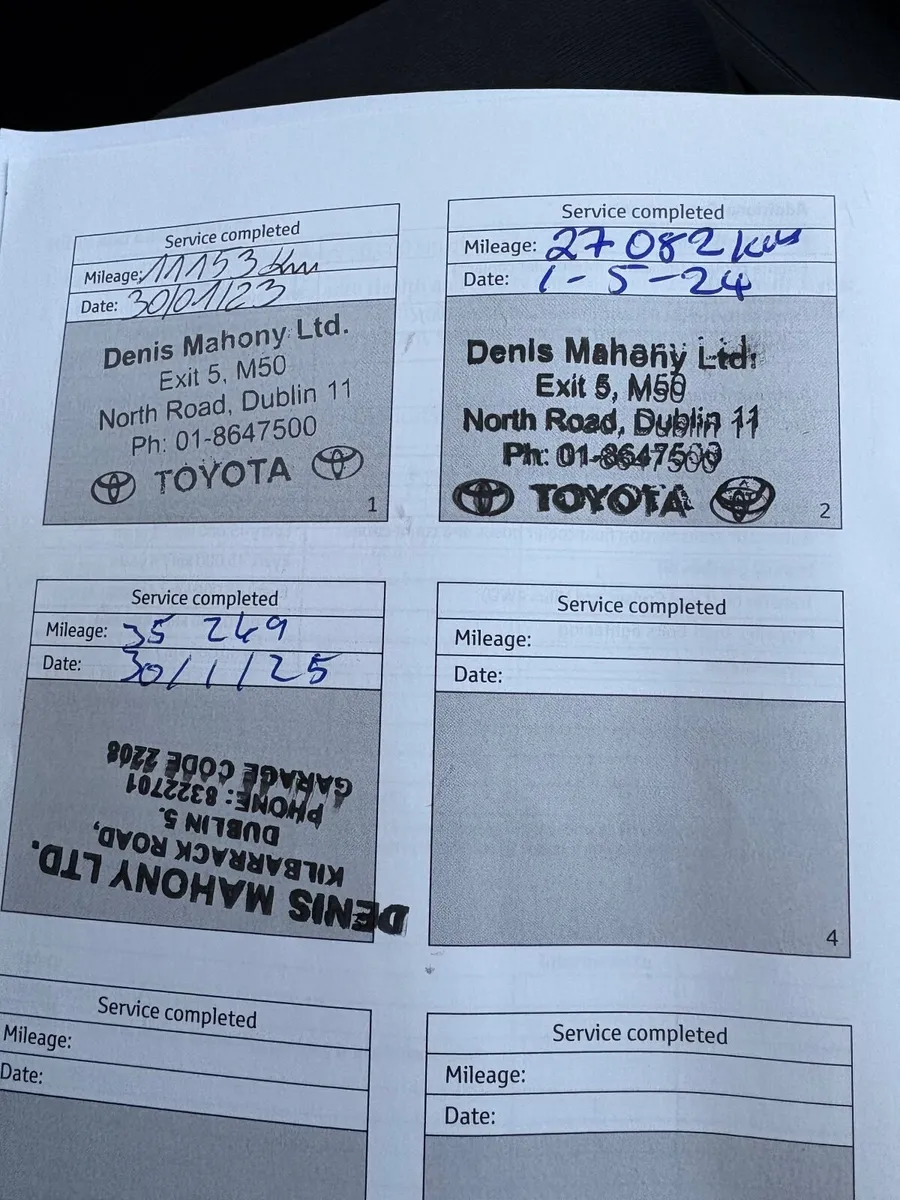 Service completed
Mileage: 11153 km
Date: 30/01/23
Denis Mahony Ltd.
Exit 5, M50
North Road, Dublin 11
Ph: 01-8647500
TOYOTA
1
Service completed
Mileage: 27 082 kms
Date: 1-5-24
Denis Mahony Ltd.
Exit 5, M50
North Road, Dublin 11
Ph: 01-8647500
TOYOTA
2
Service completed
Mileage: 35 249
Date: 30/1/25
DENIS MAHONY LTD.
KILBARRACK ROAD,
DUBLIN 5.
PHONE: 8322701
GARAGE CODE 2208
Service completed
Mileage:
Date:
4
Service completed
Mileage:
Date:
Service completed
Mileage:
Date: